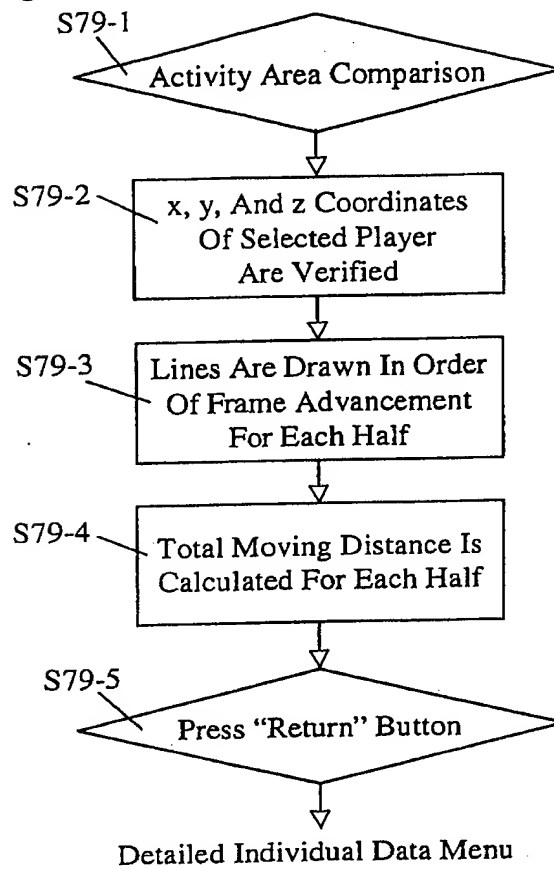 S79-1
Activity Area Comparison
S79-2
x, y, And z Coordinates
Of Selected Player
Are Verified
S79-3
Lines Are Drawn In Order
Of Frame Advancement
For Each Half
S79-4
Total Moving Distance Is
Calculated For Each Half
S79-5
Press “Return” Button
Detailed Individual Data Menu